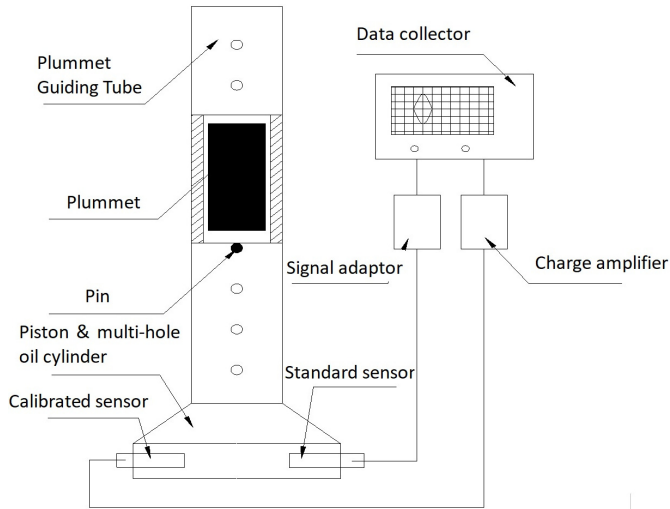 Data collector
Plummet
Guiding Tube
Plummet
Signal adaptor
Charge amplifier
Pin
Piston & multi-hole
oil cylinder
Standard sensor
Calibrated sensor